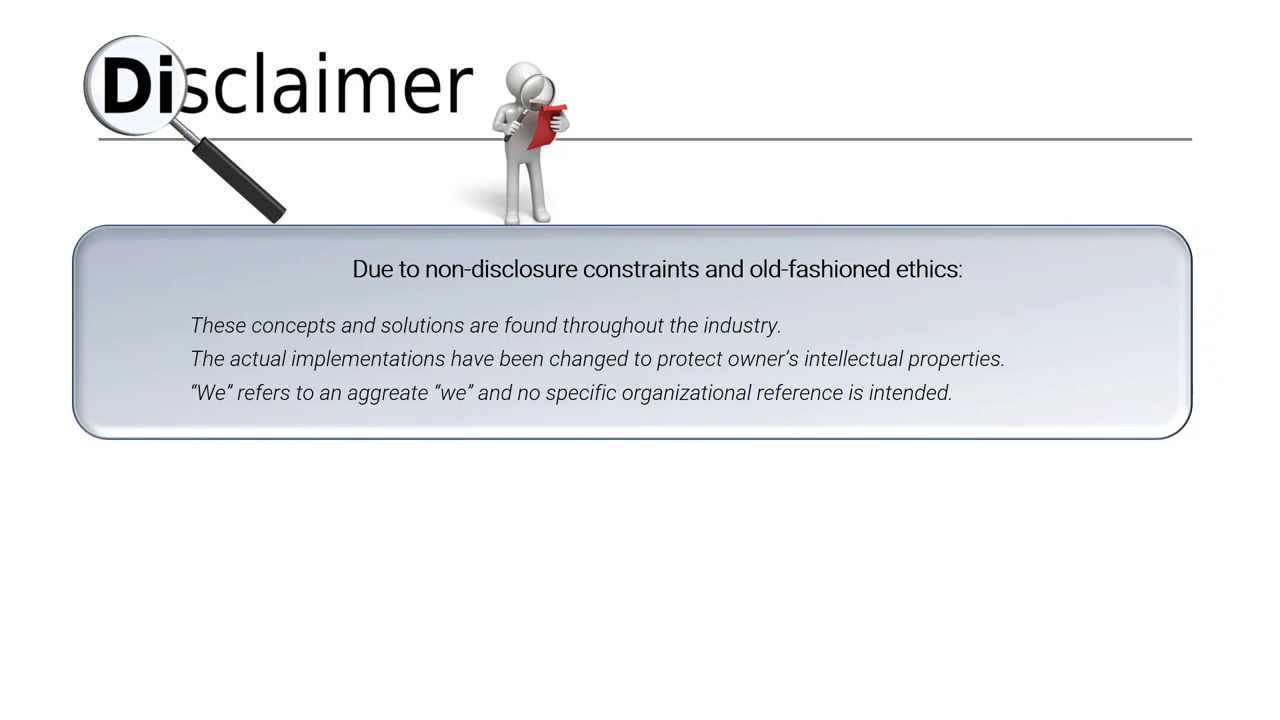 Disclaimer
Due to non-disclosure constraints and old-fashioned ethics:
These concepts and solutions are found throughout the industry.
The actual implementations have been changed to protect owner’s intellectual properties.
“We” refers to an aggreate “we” and no specific organizational reference is intended.